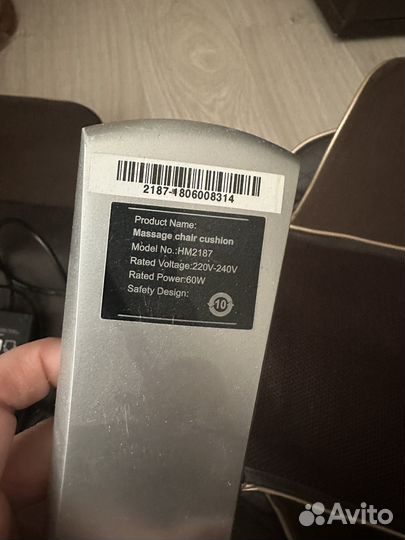 2187-1806008314
Product Name:
Massage chair cushion
Model No.:HM2187
Rated Voltage:220V-240V
Rated Power:60W
Safety Design:
10
Avito